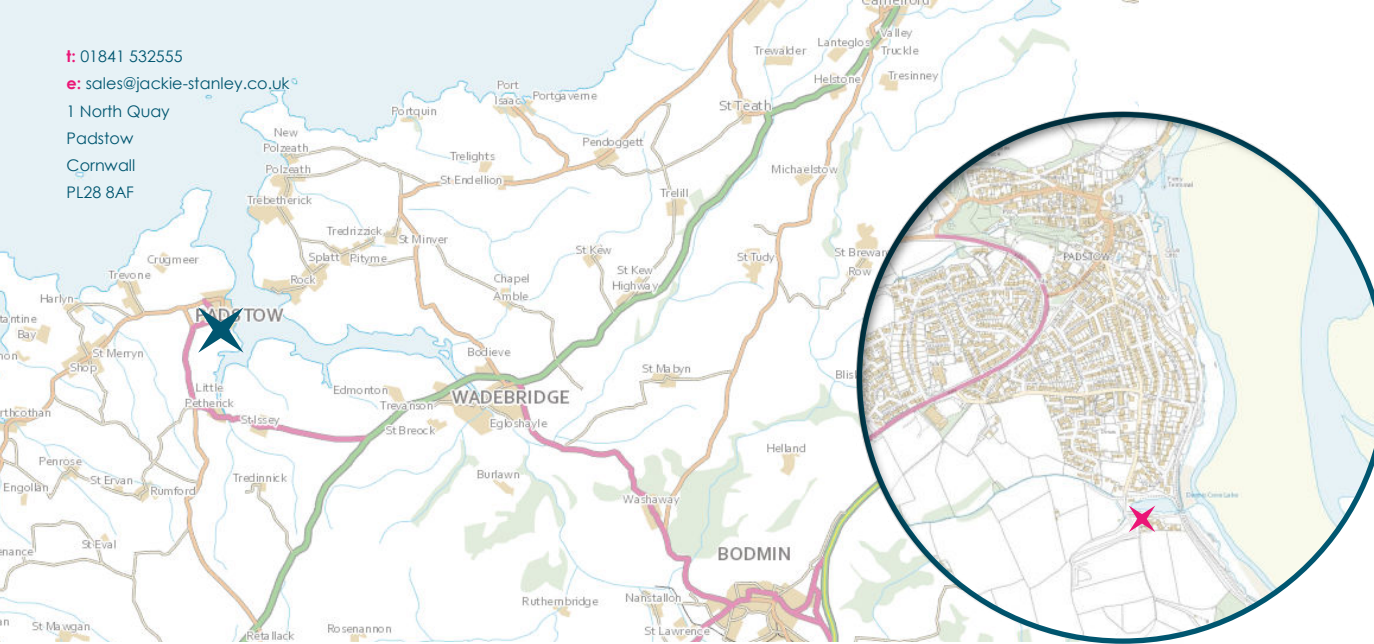 t: 01841 532555
e: sales@jackie-stanley.co.uk
1 North Quay
Padstow
Cornwall
PL28 8AF
Camelford
Valley
Truckle
Lanteglos
Trewalder
Helstone
Tresinney
Port
Isaac
Portgaverne
Portquin
St Teath
New
Polzeath
Polzeath
Pendoggett
Trelights
Michaelstow
St Endellion
Trelill
Trebetherick
Tredrizzick
St Minver
Splatt
Pityme
St Kew
St Tudy
St Breward
Row
Crugmeer
Trevone
Rock
Chapel
Amble
St Kew
Highway
Harlyn
PADSTOW
Bay
St Merryn
Shop
Bodieve
St Mabyn
Little
Petherick
Edmonton
Trevanson
WADEBRIDGE
Egloshayle
St Issey
St Breock
Helland
Penrose
Engollan
St Ervan
Rumford
Tredinnick
Burlawn
Washaway
St Eval
BODMIN
Ruthernbridge
Nanstallon
St Mawgan
Retallack
Rosenannon
St Lawrence
PADSTOW